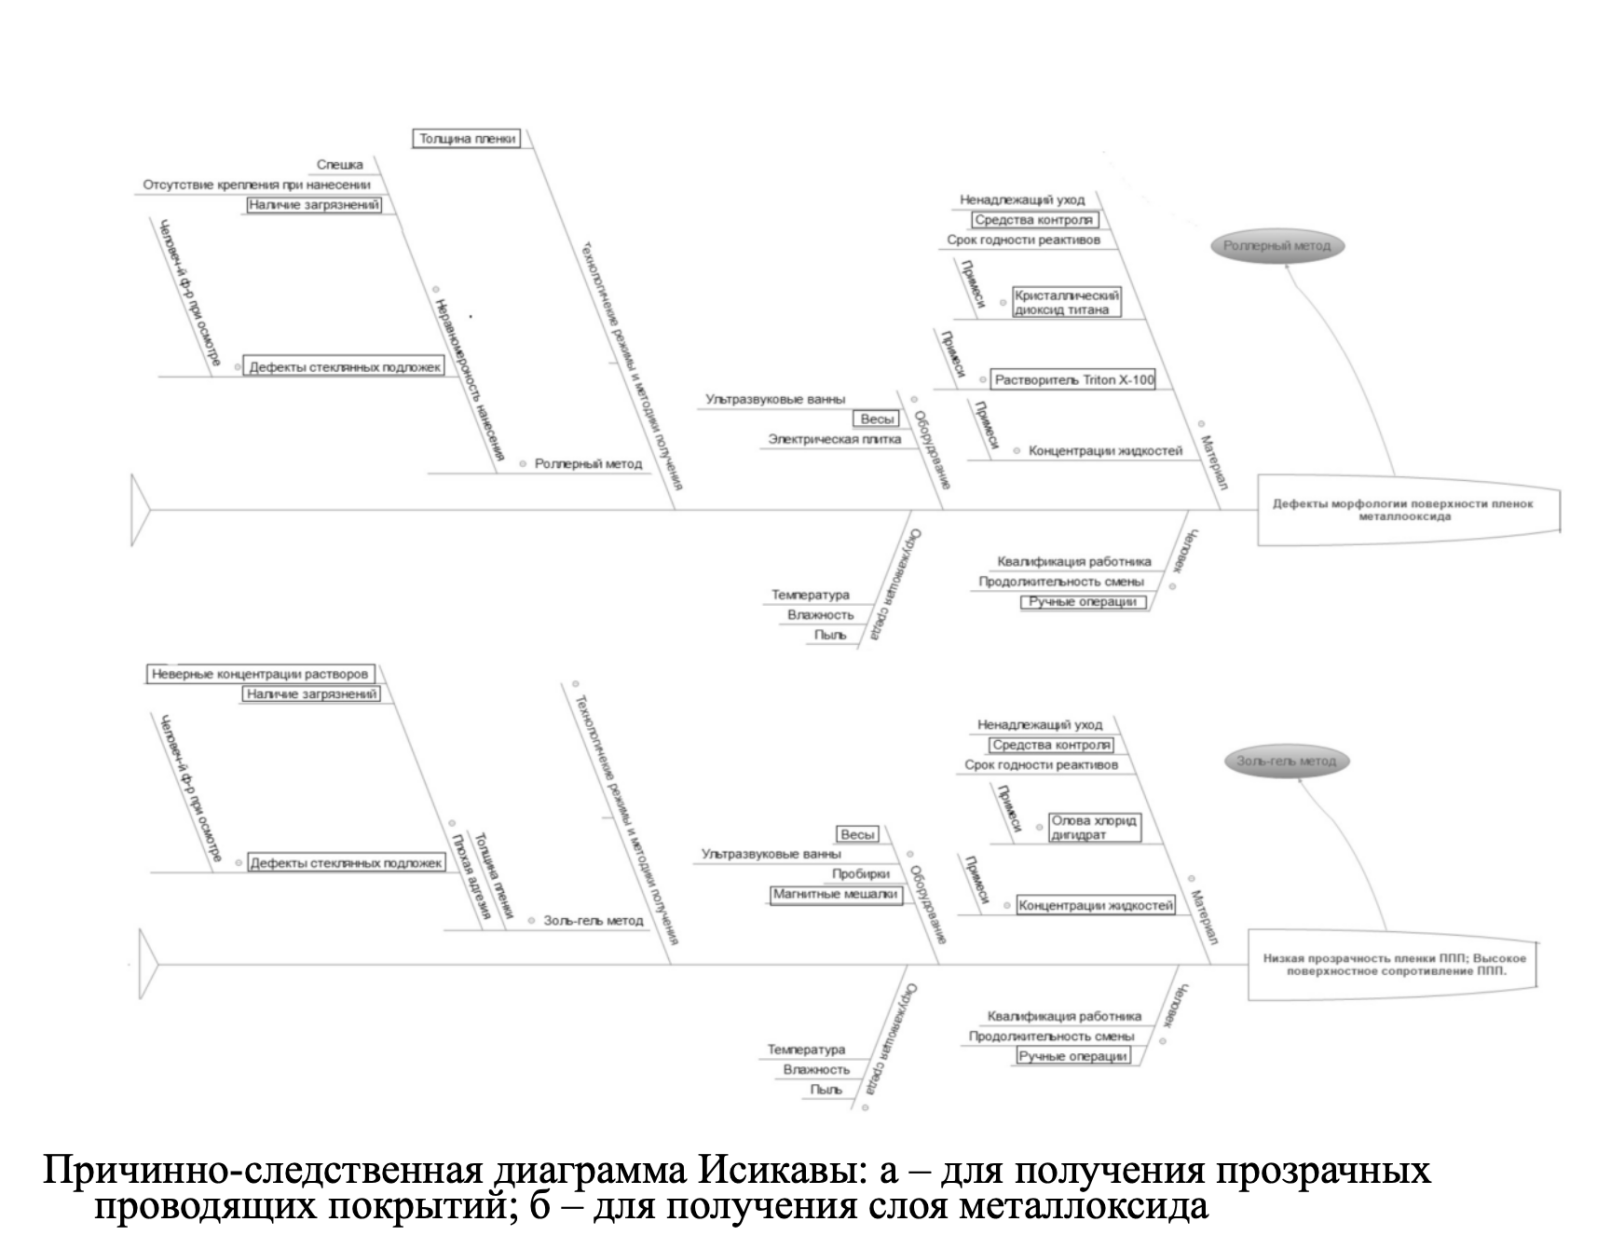 Толщина пленки
Спешка
Отсутствие крепления при нанесении
Наличие загрязнений
Человеч-й ф-р при осмотре
Дефекты стеклянных подложек
Неравномероность нанесения
Роллерный метод
Технологичекие режимы и методики получения
Ультразвуковые ванны
Весы
Электрическая плитка
Оборудование
Ненадлежащий уход
Средства контроля
Срок годности реактивов
Примеси
Кристаллический
диоксид титана
Примеси
Растворитель Triton X-100
Примеси
Концентрации жидкостей
Материал
Роллерный метод
Дефекты морфологии поверхности пленок
металлооксида
Окружающая среда
Температура
Влажность
Пыль
Человек
Квалификация работника
Продолжительность смены
Ручные операции
Неверные концентрации растворов
Наличие загрязнений
Человеч-й ф-р при осмотре
Дефекты стеклянных подложек
Плохая адгезия
Толщина пленки
Золь-гель метод
Технологичекие режимы и методики получения
Весы
Ультразвуковые ванны
Пробирки
Магнитные мешалки
Оборудование
Ненадлежащий уход
Средства контроля
Срок годности реактивов
Примеси
Олова хлорид
дигидрат
Примеси
Концентрации жидкостей
Материал
Золь-гель метод
Низкая прозрачность пленки ППП; Высокое
поверхностное сопротивление ППП.
Окружающая среда
Температура
Влажность
Пыль
Человек
Квалификация работника
Продолжительность смены
Ручные операции
Причинно-следственная диаграмма Исикавы: а – для получения прозрачных
проводящих покрытий; б – для получения слоя металлоксида